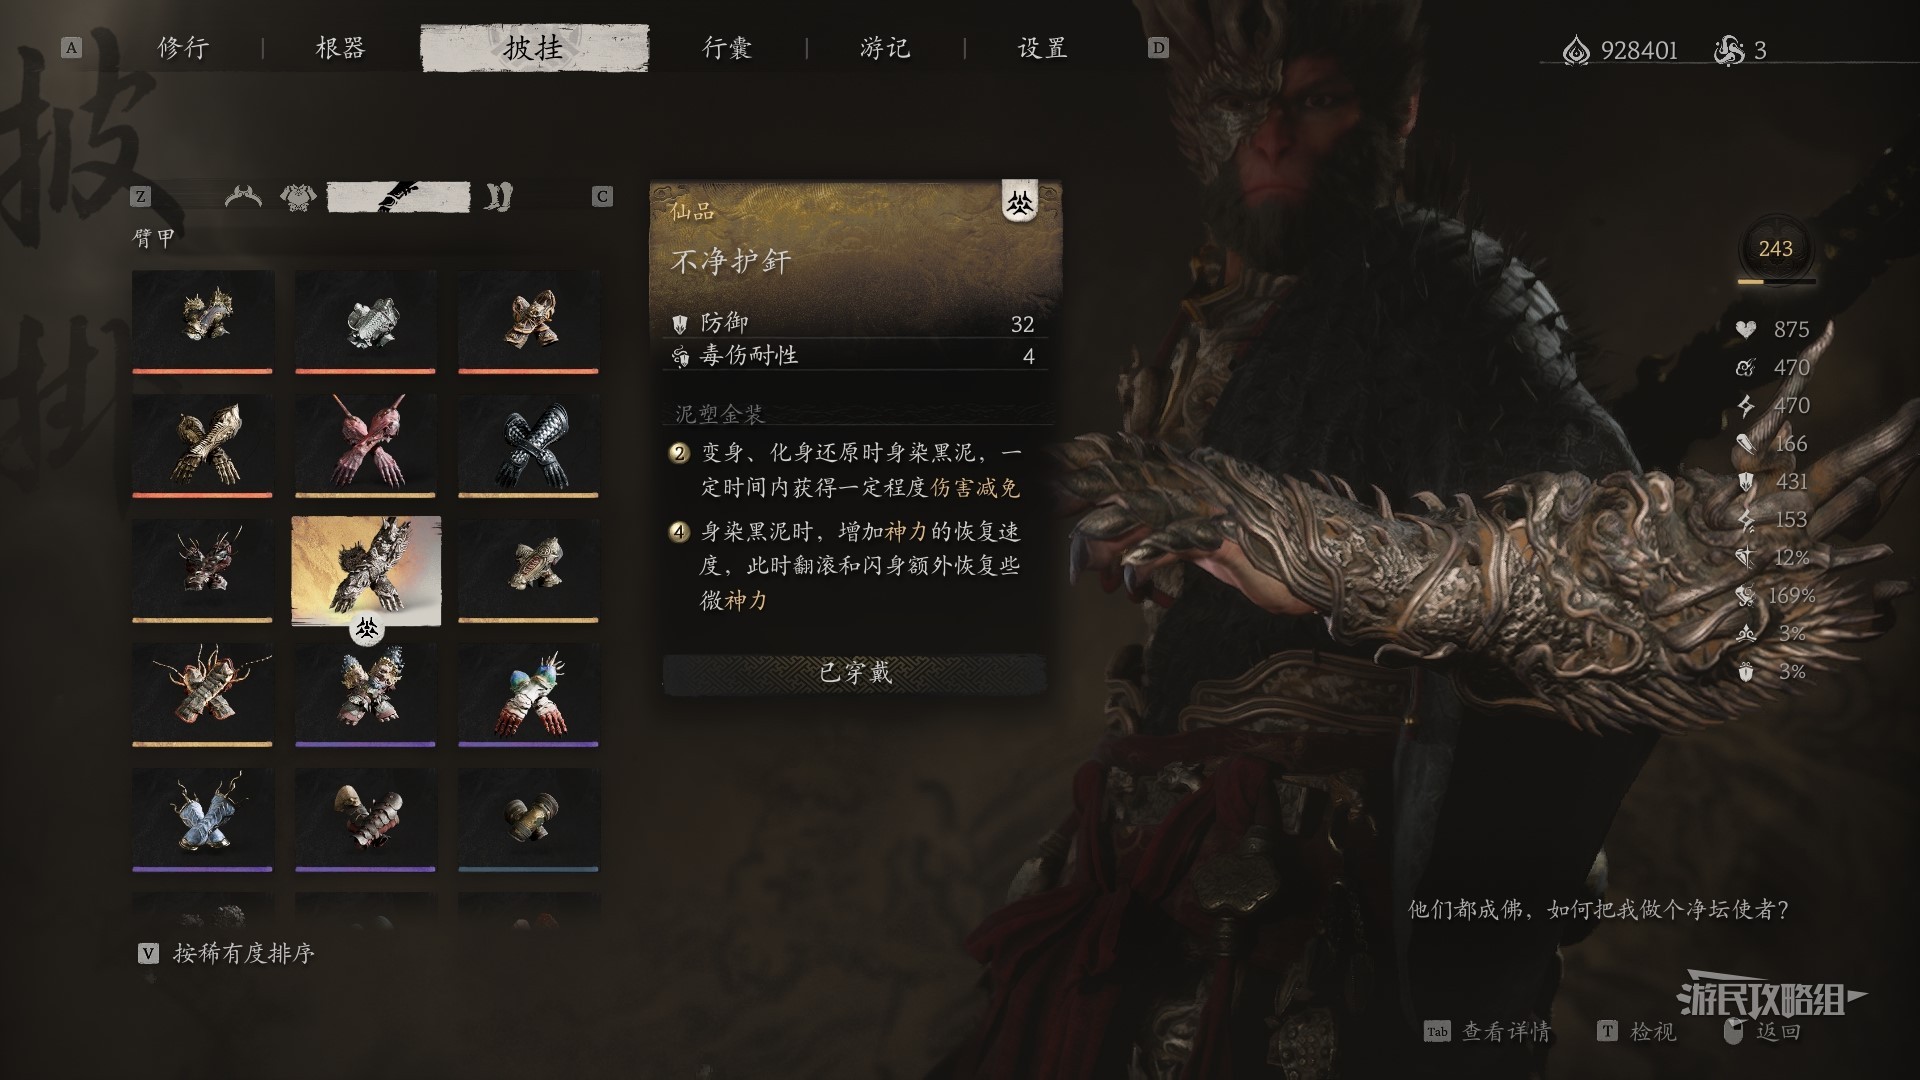 A 修行 根器 披挂 行囊 游记 设置 D 928401 3
披掛
Z C
臂甲
仙品
不净护釬
防御 32
毒伤耐性 4
泥塑金装
2 变身、化身还原时身染黑泥，一
定时间内获得一定程度伤害减免
4 身染黑泥时，增加神力的恢复速
度，此时翻滚和闪身额外恢复些
微神力
已穿戴
243
875
470
470
166
431
153
12%
169%
3%
3%
他们都成佛，如何把我做个净坛使者？
V 按稀有度排序
游民攻略组
Tab 查看详情 T 检视 返回